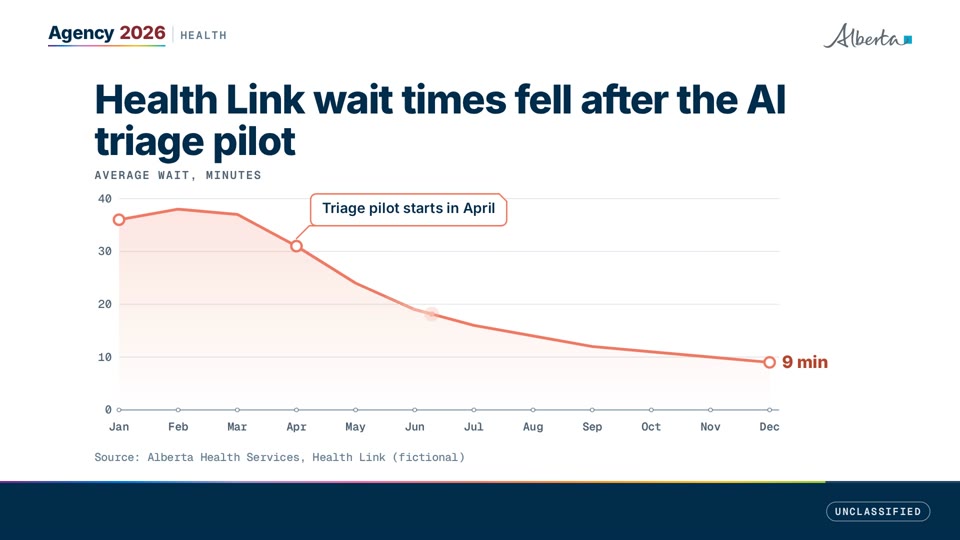 Agency 2026
HEALTH
Alberta
Health Link wait times fell after the AI
triage pilot
AVERAGE WAIT, MINUTES
40
Triage pilot starts in April
30
20
10
9 min
0
Jan Feb Mar Apr May Jun Jul Aug Sep Oct Nov Dec
Source: Alberta Health Services, Health Link (fictional)
UNCLASSIFIED